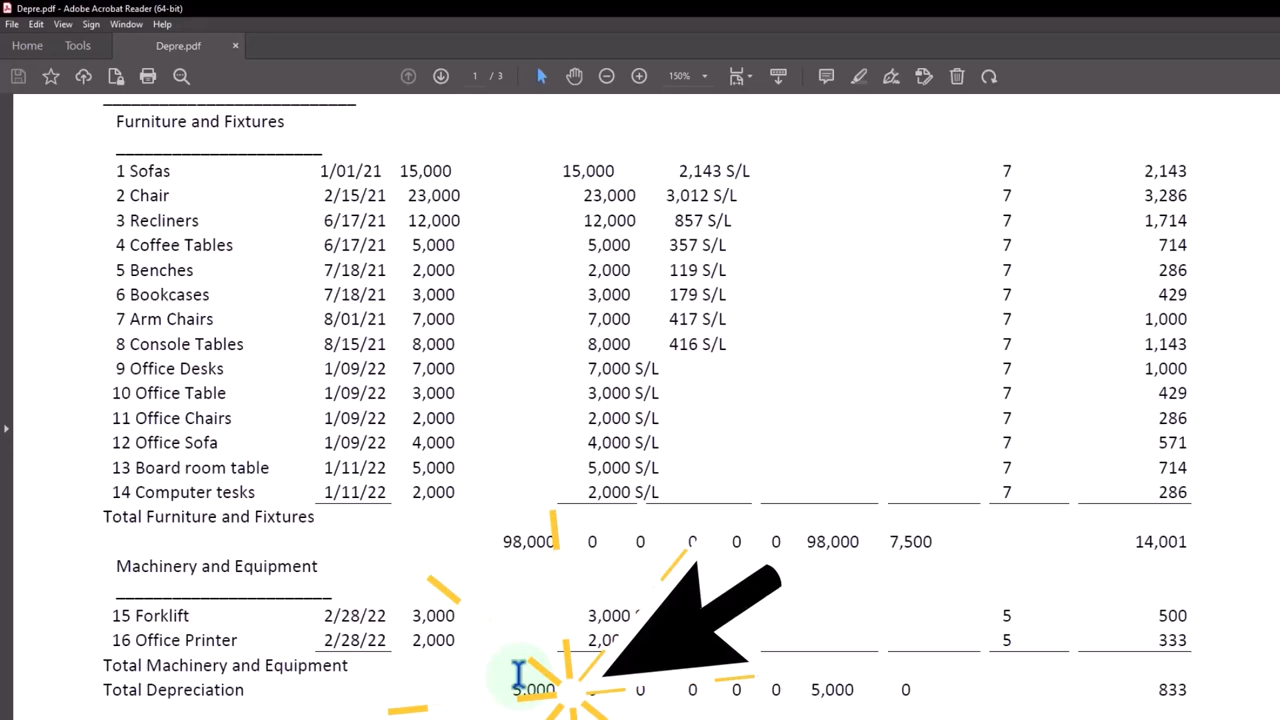 Depre.pdf - Adobe Acrobat Reader (64-bit)
File Edit View Sign Window Help
Home Tools Depre.pdf ×
1 / 3 150%
Furniture and Fixtures
1 Sofas 1/01/21 15,000 15,000 2,143 S/L 7 2,143
2 Chair 2/15/21 23,000 23,000 3,012 S/L 7 3,286
3 Recliners 6/17/21 12,000 12,000 857 S/L 7 1,714
4 Coffee Tables 6/17/21 5,000 5,000 357 S/L 7 714
5 Benches 7/18/21 2,000 2,000 119 S/L 7 286
6 Bookcases 7/18/21 3,000 3,000 179 S/L 7 429
7 Arm Chairs 8/01/21 7,000 7,000 417 S/L 7 1,000
8 Console Tables 8/15/21 8,000 8,000 416 S/L 7 1,143
9 Office Desks 1/09/22 7,000 7,000 S/L 7 1,000
10 Office Table 1/09/22 3,000 3,000 S/L 7 429
11 Office Chairs 1/09/22 2,000 2,000 S/L 7 286
12 Office Sofa 1/09/22 4,000 4,000 S/L 7 571
13 Board room table 1/11/22 5,000 5,000 S/L 7 714
14 Computer tesks 1/11/22 2,000 2,000 S/L 7 286
Total Furniture and Fixtures
98,000 0 0 0 0 0 98,000 7,500 14,001
Machinery and Equipment
15 Forklift 2/28/22 3,000 3,000 5 500
16 Office Printer 2/28/22 2,000 5 333
Total Machinery and Equipment
Total Depreciation 5,000 0 0 0 0 5,000 0 833